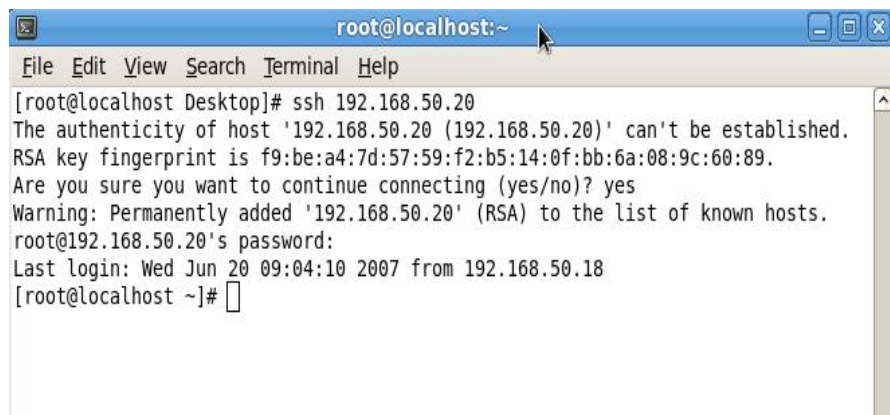 root@localhost:~
File Edit View Search Terminal Help
[root@localhost Desktop]# ssh 192.168.50.20
The authenticity of host '192.168.50.20 (192.168.50.20)' can't be established.
RSA key fingerprint is f9:be:a4:7d:57:59:f2:b5:14:0f:bb:6a:08:9c:60:89.
Are you sure you want to continue connecting (yes/no)? yes
Warning: Permanently added '192.168.50.20' (RSA) to the list of known hosts.
root@192.168.50.20's password:
Last login: Wed Jun 20 09:04:10 2007 from 192.168.50.18
[root@localhost ~]#